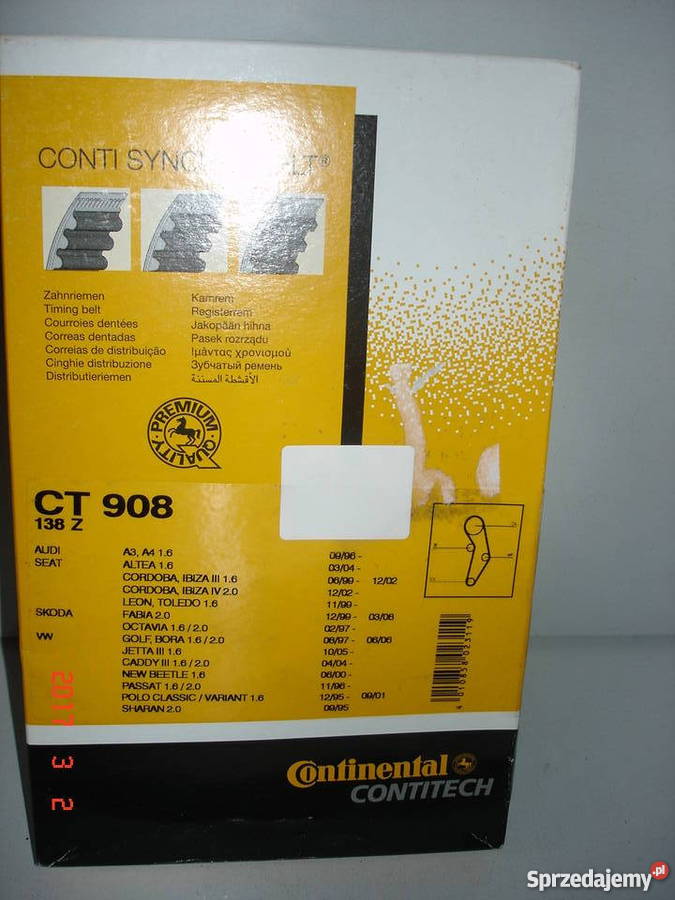 CONTI
Zahnriemen
Timing belt
Courroies dentées
Correas dentadas
Correias de distribuição
Cinghie distribuzione
Distributieriemen
Kamrem
Registerrem
Jakopään hihna
Pasek rozrządu
Ιμάντας χρονισμού
Зубчатый ремень
الأقشطة المسننة
PREMIUM QUALITY
CT 908
138 Z
AUDI A3, A4 1.6 09/96 -
SEAT ALTEA 1.6 03/04 -
CORDOBA, IBIZA III 1.6 06/99 - 12/02
CORDOBA, IBIZA IV 2.0 12/02 -
LEON, TOLEDO 1.6 11/99 -
SKODA FABIA 2.0 12/99 - 03/08
OCTAVIA 1.6 / 2.0 02/97 -
VW GOLF, BORA 1.6 / 2.0 06/97 - 06/06
JETTA III 1.6 10/05 -
CADDY III 1.6 / 2.0 04/04 -
NEW BEETLE 1.6 06/00 -
PASSAT 1.6 / 2.0 11/96 -
POLO CLASSIC / VARIANT 1.6 12/95 - 09/01
SHARAN 2.0 09/95
4 010858 023119
2017 3 2
Continental
CONTITECH
Sprzedajemy.pl